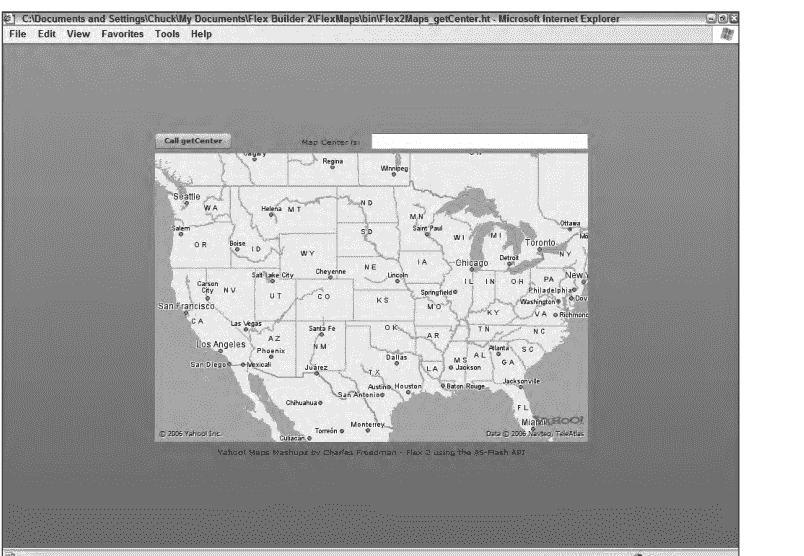 C:\Documents and Settings\Chuck\My Documents\Flex Builder 2\FlexMaps\bin\Flex2Maps_getCenter.ht - Microsoft Internet Explorer
File Edit View Favorites Tools Help
Call getCenter Map Center is:
Calgary
Regina
Winnipeg
Seattle
WA
Helena MT
ND
MN
Ottawa
Salem
SD
Saint Paul
WI
MI
Toronto
OR
Boise
ID
WY
Detroit
NY
Salt Lake City
Cheyenne
NE
Lincoln
IA
Chicago
Carson City
NV
UT
CO
KS
Springfield
IL
IN
OH
PA
New
Philadelphia
Washington
Dov
San Francisco
MO
KY
VA
Richmond
CA
Las Vegas
Santa Fe
OK
AR
TN
NC
Los Angeles
AZ
Phoenix
NM
Dallas
MS
AL
Atlanta
SC
GA
San Diego
Mexicali
Juárez
TX
LA
Jackson
Austin
Houston
Baton Rouge
Jacksonville
San Antonio
Chihuahua
FL
Torreón
Monterrey
Miami
YAHOO!
Culiacan
© 2006 Yahoo! Inc.
Data © 2006 Navteq, TeleAtlas
Yahoo! Maps Mashups by Charles Freedman - Flex 2 using the AS-Flash API